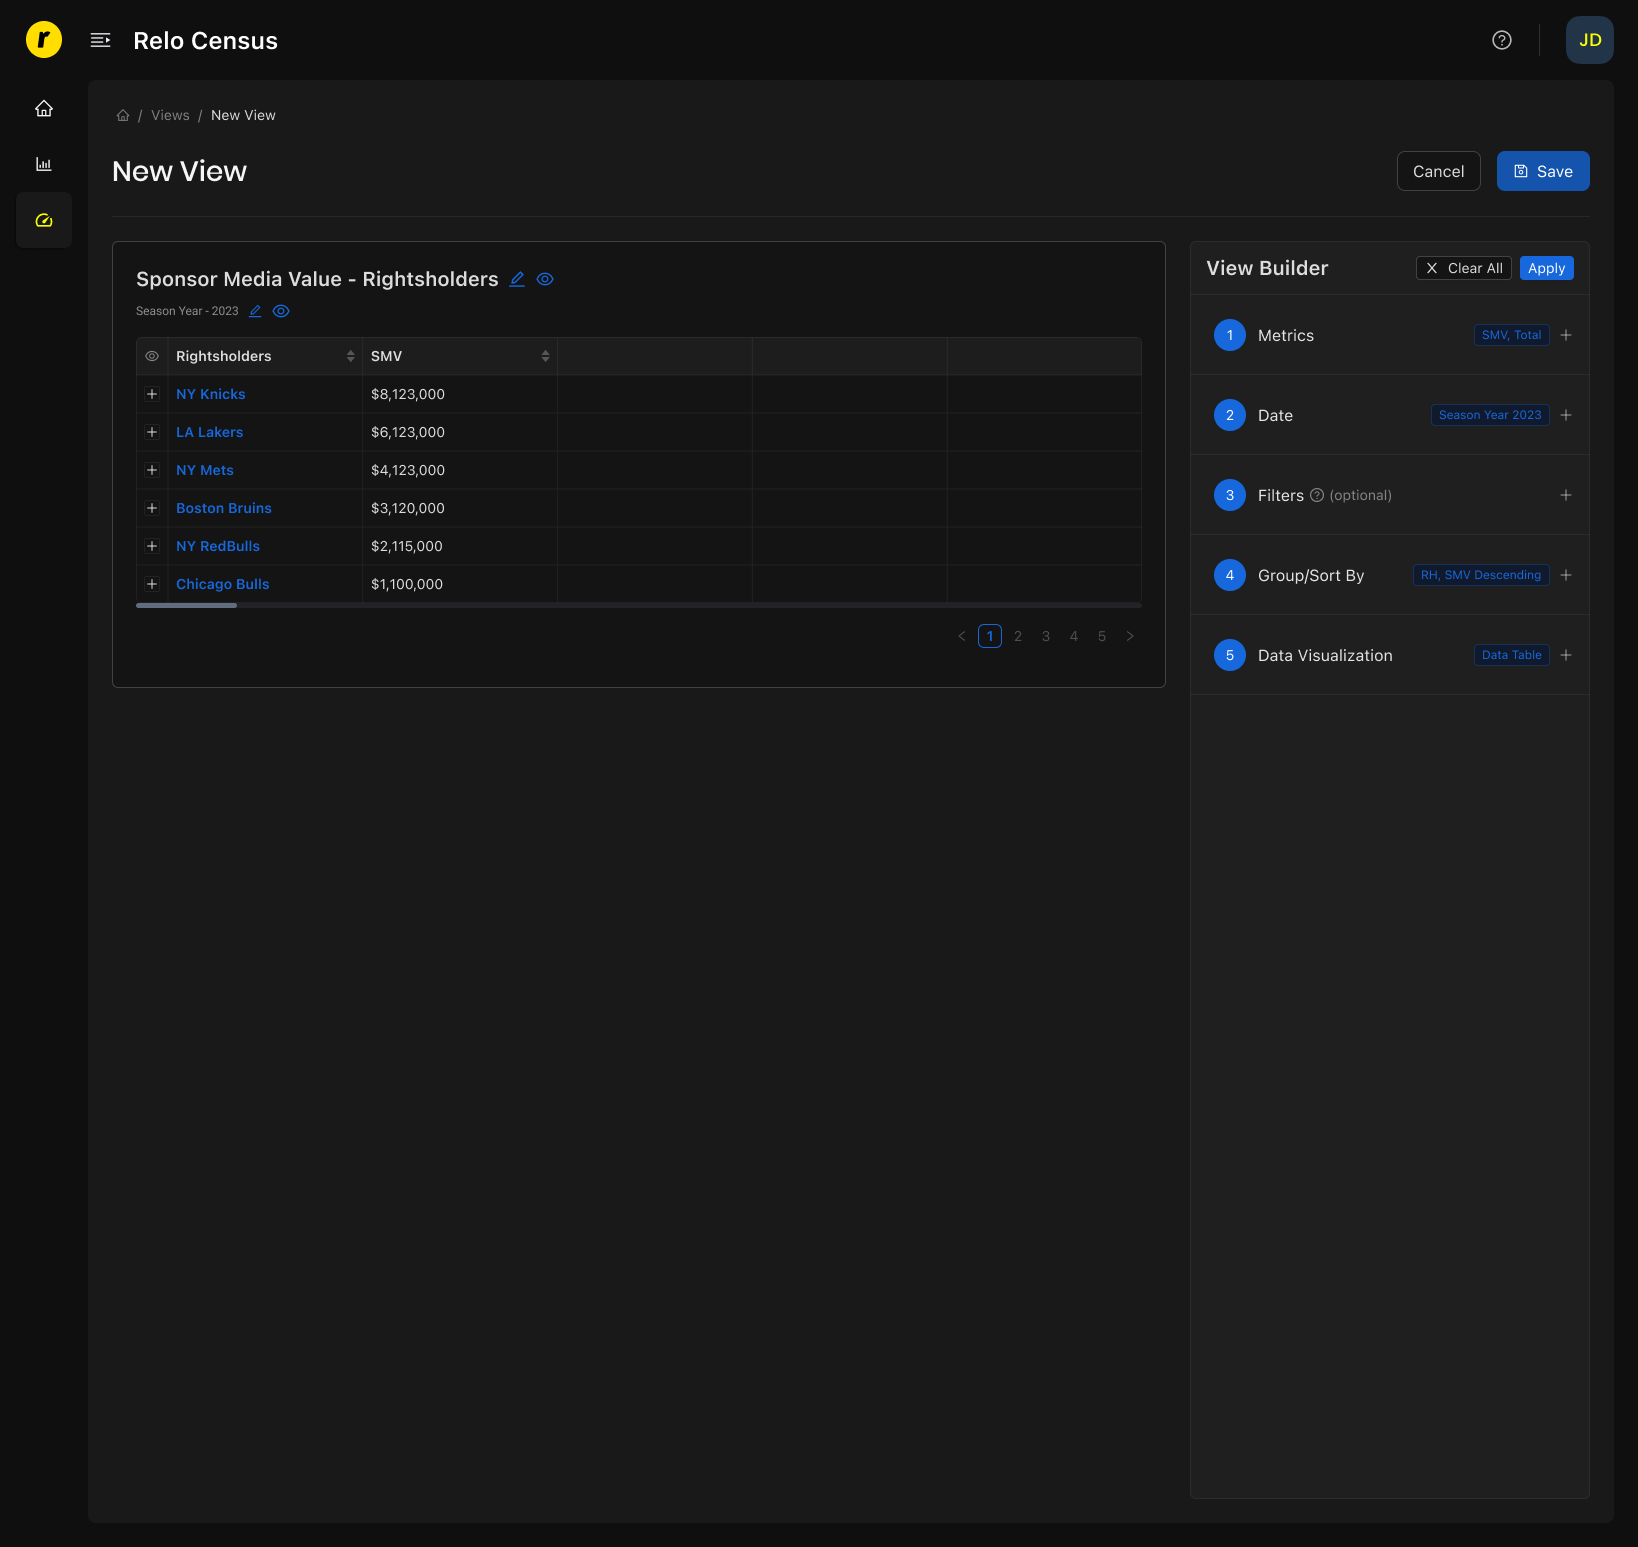 r
Relo Census
JD
/ Views / New View
New View
Cancel
Save
Sponsor Media Value - Rightsholders
Season Year - 2023
Rightsholders SMV
NY Knicks $8,123,000
LA Lakers $6,123,000
NY Mets $4,123,000
Boston Bruins $3,120,000
NY RedBulls $2,115,000
Chicago Bulls $1,100,000
< 1 2 3 4 5 >
View Builder
Clear All
Apply
1 Metrics SMV, Total +
2 Date Season Year 2023 +
3 Filters (optional) +
4 Group/Sort By RH, SMV Descending +
5 Data Visualization Data Table +